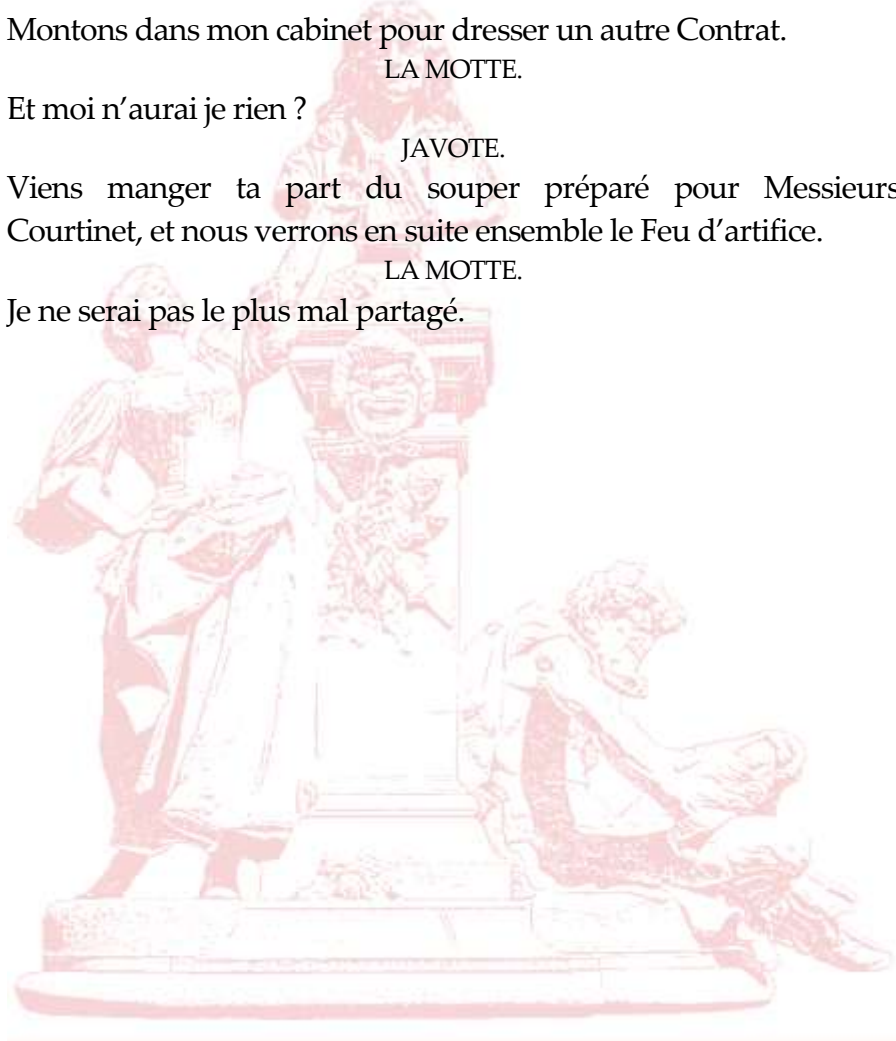 Montons dans mon cabinet pour dresser un autre Contrat.
LA MOTTE.
Et moi n’aurai je rien ?
JAVOTE.
Viens manger ta part du souper préparé pour Messieurs
Courtinet, et nous verrons en suite ensemble le Feu d’artifice.
LA MOTTE.
Je ne serai pas le plus mal partagé.